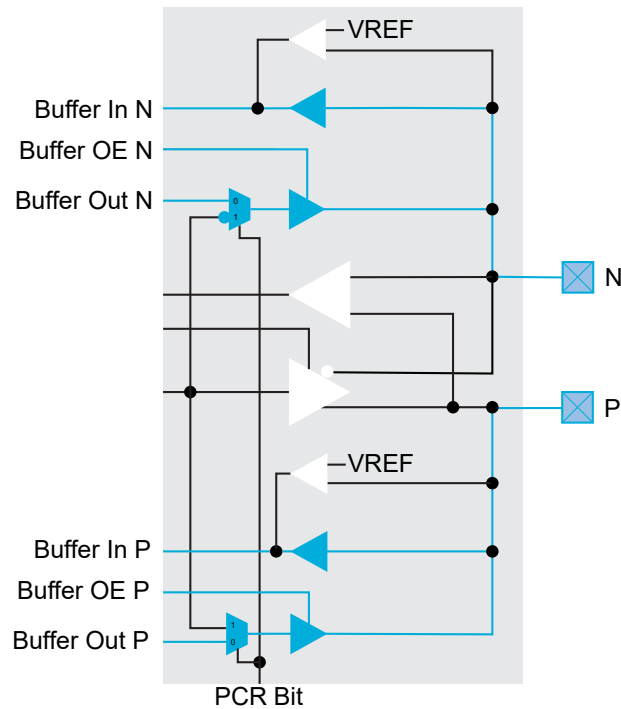 VREF
Buffer In N
Buffer OE N
Buffer Out N
0
1
N
P
VREF
Buffer In P
Buffer OE P
1
Buffer Out P
0
PCR Bit